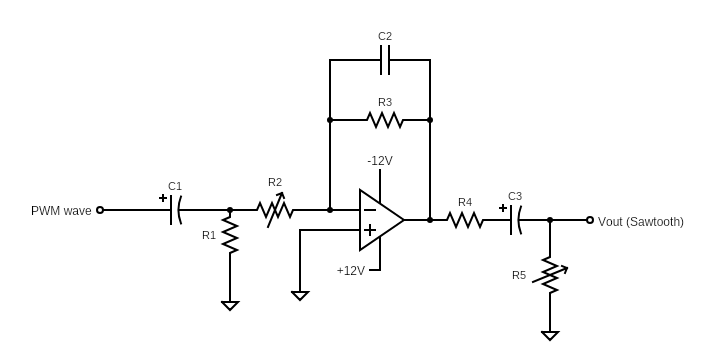 C2
R3
-12V
C1
R2
PWM wave
R1
R4
C3
Vout (Sawtooth)
+12V
R5